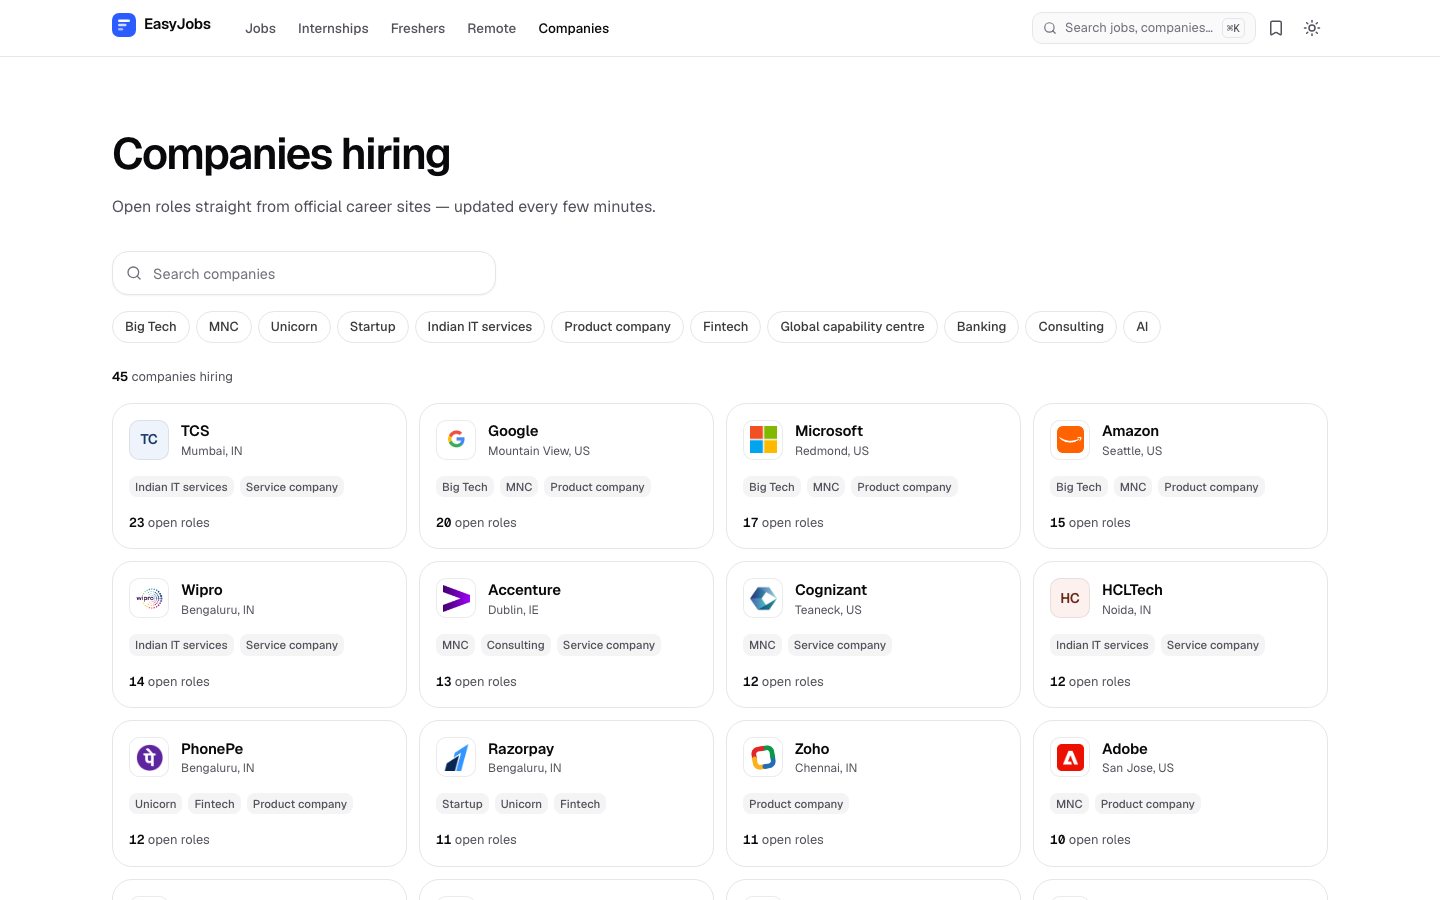 EasyJobs
Jobs Internships Freshers Remote Companies
Search jobs, companies… ⌘K
Companies hiring
Open roles straight from official career sites — updated every few minutes.
Search companies
Big Tech MNC Unicorn Startup Indian IT services Product company Fintech Global capability centre Banking Consulting AI
45 companies hiring
TC
TCS
Mumbai, IN
Indian IT services Service company
23 open roles
Google
Mountain View, US
Big Tech MNC Product company
20 open roles
Microsoft
Redmond, US
Big Tech MNC Product company
17 open roles
Amazon
Seattle, US
Big Tech MNC Product company
15 open roles
wipro
Wipro
Bengaluru, IN
Indian IT services Service company
14 open roles
Accenture
Dublin, IE
MNC Consulting Service company
13 open roles
Cognizant
Teaneck, US
MNC Service company
12 open roles
HC
HCLTech
Noida, IN
Indian IT services Service company
12 open roles
पे
PhonePe
Bengaluru, IN
Unicorn Fintech Product company
12 open roles
Razorpay
Bengaluru, IN
Startup Unicorn Fintech
11 open roles
Zoho
Chennai, IN
Product company
11 open roles
Adobe
San Jose, US
MNC Product company
10 open roles